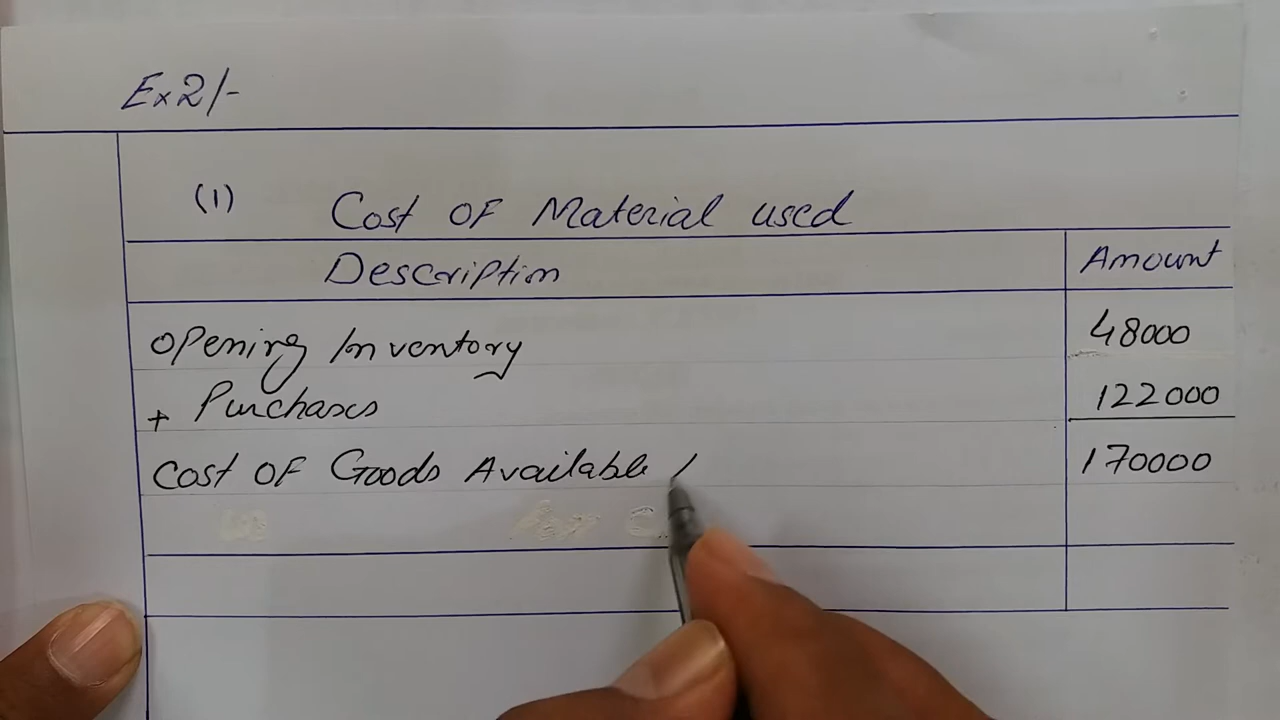 Ex2/-
(1) Cost OF Material used
Description Amount
Opening Inventory 48000
+ Purchases 122000
Cost OF Goods Available 170000